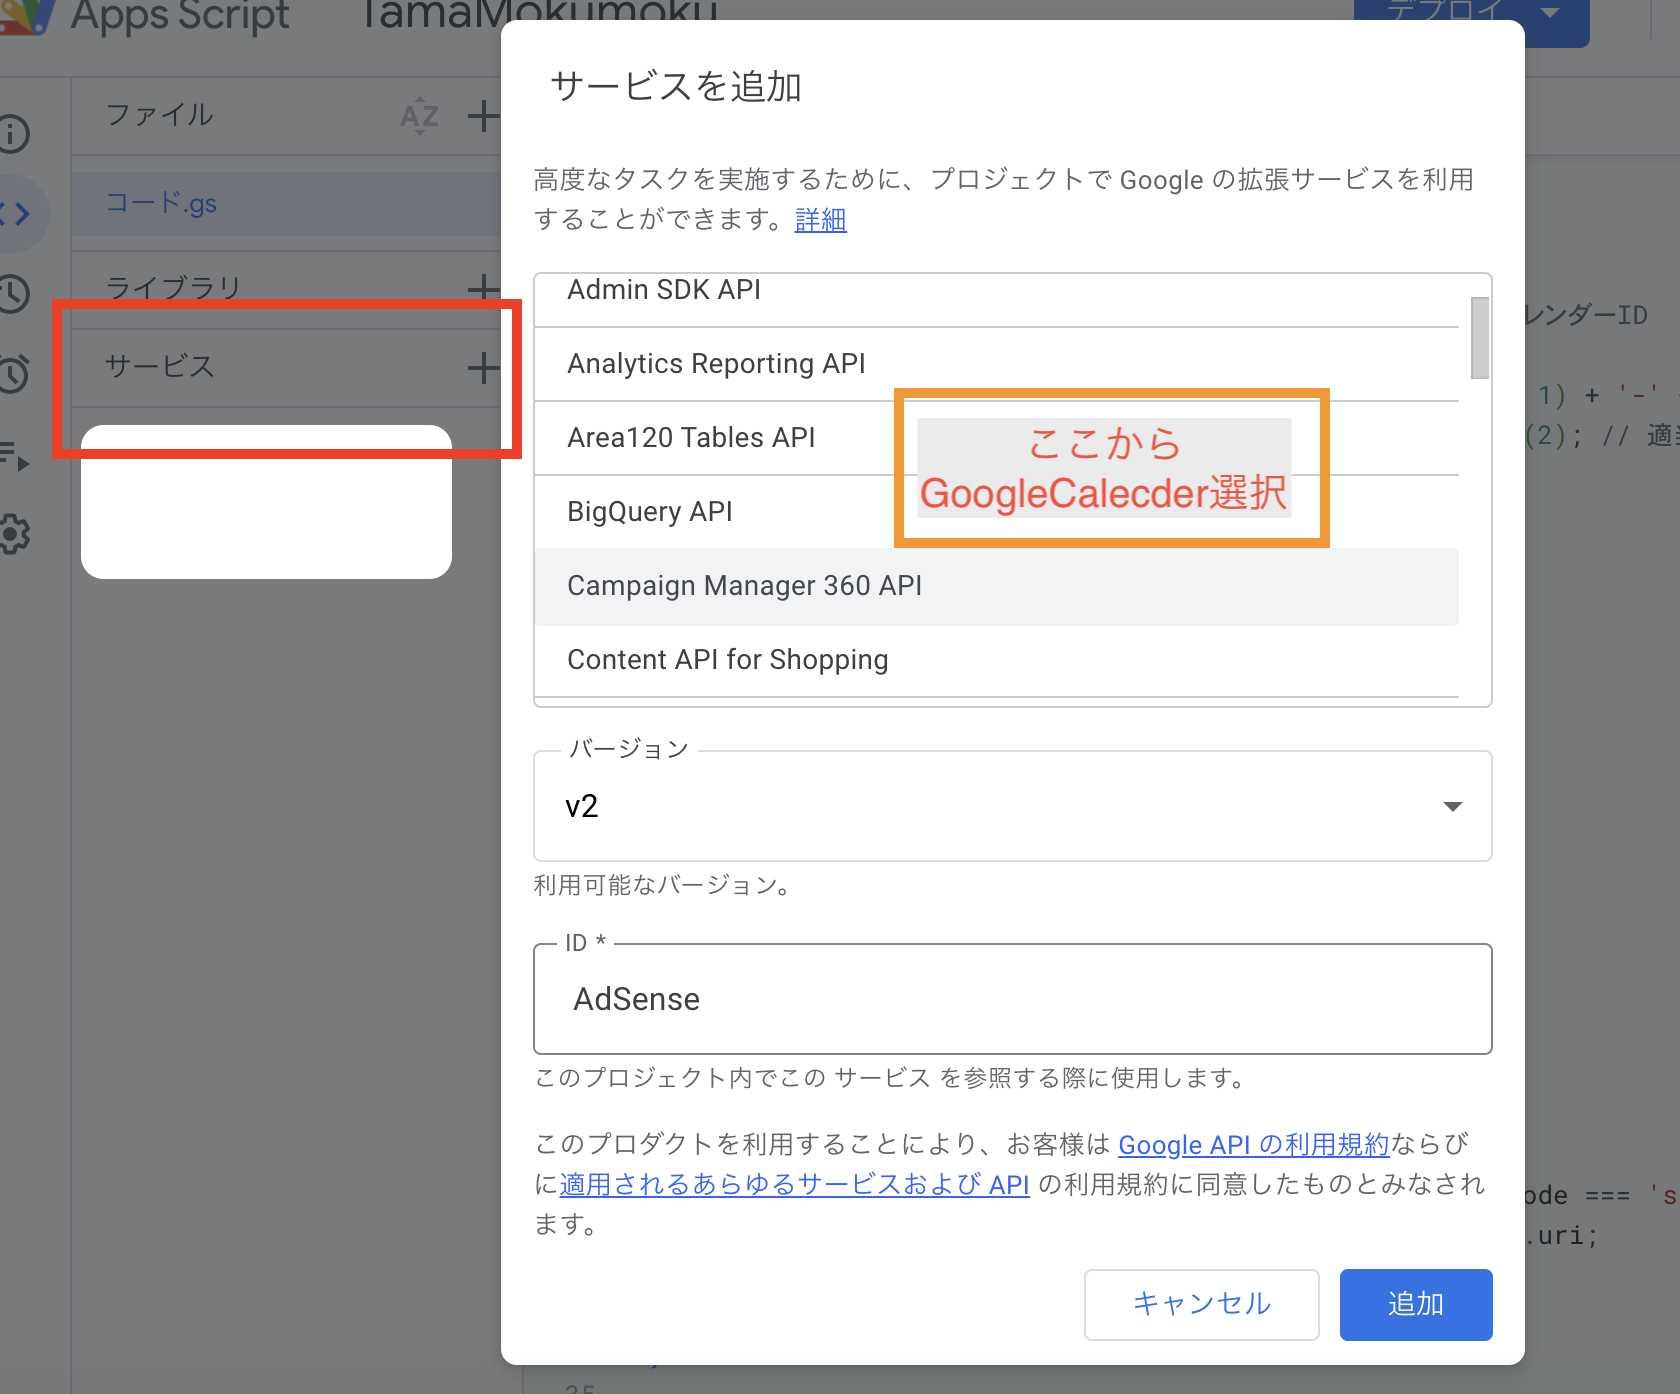 Apps Script
TamaMokumoku
デプロイ
ファイル
AZ
コード.gs
ライブラリ
サービス
サービスを追加
高度なタスクを実施するために、プロジェクトで Google の拡張サービスを利用
することができます。詳細
Admin SDK API
Analytics Reporting API
Area120 Tables API
BigQuery API
Campaign Manager 360 API
Content API for Shopping
ここから
GoogleCalecder選択
バージョン
v2
利用可能なバージョン。
ID *
AdSense
このプロジェクト内でこの サービス を参照する際に使用します。
このプロダクトを利用することにより、お客様は Google API の利用規約ならび
に適用されるあらゆるサービスおよび API の利用規約に同意したものとみなされ
ます。
キャンセル
追加
レンダーID
1) + '-'
(2); // 適
ode === 's
.uri;
35